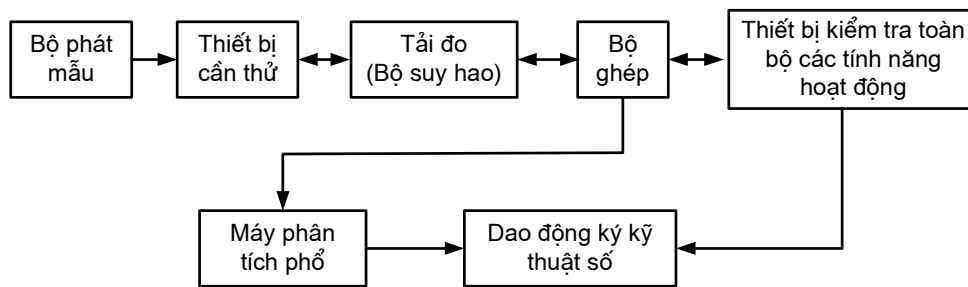 Bộ phát
mẫu
Thiết bị
cần thử
Tải đo
(Bộ suy hao)
Bộ
ghép
Thiết bị kiểm tra toàn
bộ các tính năng
hoạt động
Máy phân
tích phổ
Dao động ký kỹ
thuật số